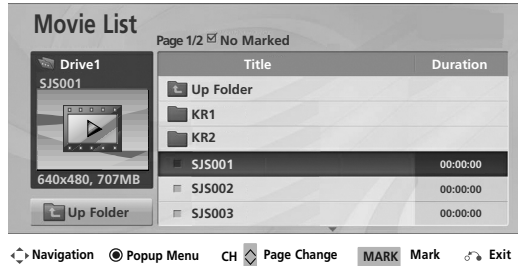 Movie List
Page 1/2 No Marked
Drive1
SJS001
640x480, 707MB
Up Folder
Title Duration
Up Folder
KR1
KR2
SJS001 00:00:00
SJS002 00:00:00
SJS003 00:00:00
Navigation Popup Menu CH Page Change MARK Mark Exit